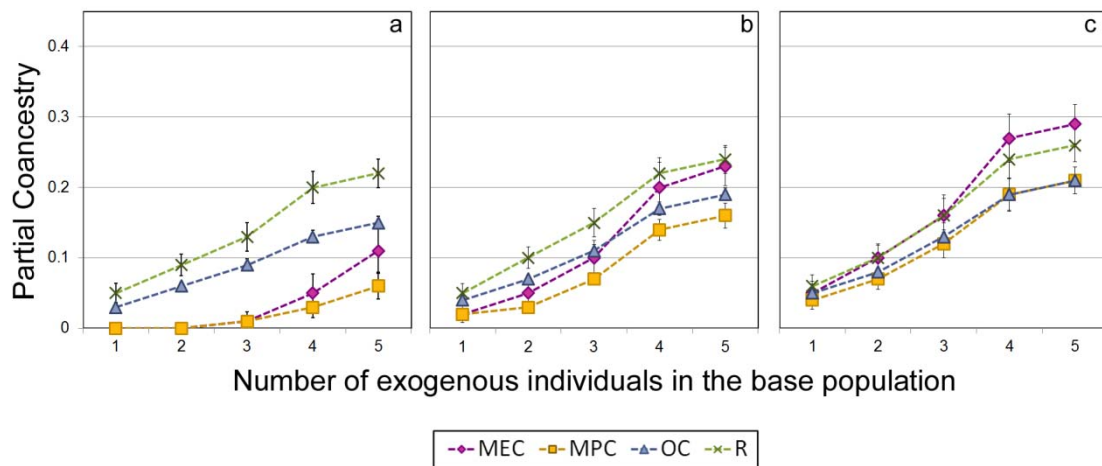 a
b
c
Partial Coancestry
0.4
0.3
0.2
0.1
0
1 2 3 4 5
1 2 3 4 5
1 2 3 4 5
Number of exogenous individuals in the base population
MEC MPC OC R